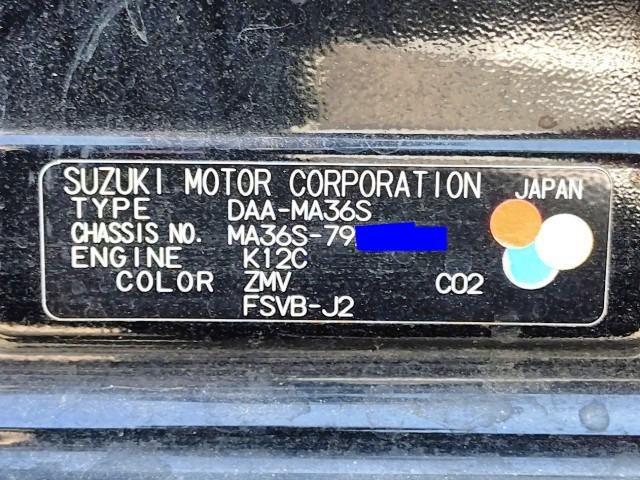 SUZUKI MOTOR CORPORATION JAPAN
TYPE DAA-MA36S
CHASSIS NO. MA36S-79
ENGINE K12C
COLOR ZMV C02
FSVB-J2